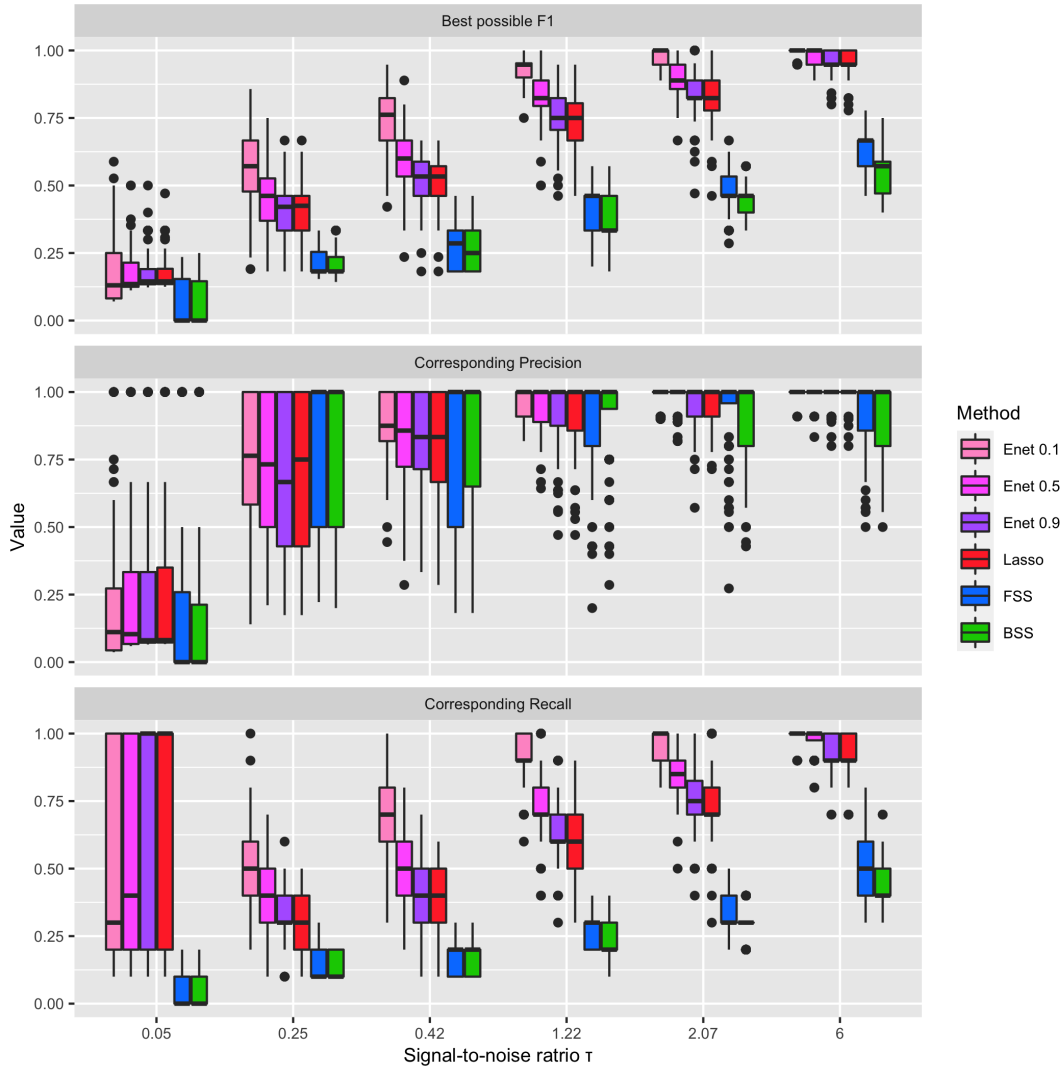 Best possible F1
1.00
0.75
0.50
0.25
0.00
Corresponding Precision
1.00
0.75
0.50
0.25
0.00
Corresponding Recall
1.00
0.75
0.50
0.25
0.00
Value
0.05 0.25 0.42 1.22 2.07 6
Signal-to-noise ratrio τ
Method
Enet 0.1
Enet 0.5
Enet 0.9
Lasso
FSS
BSS